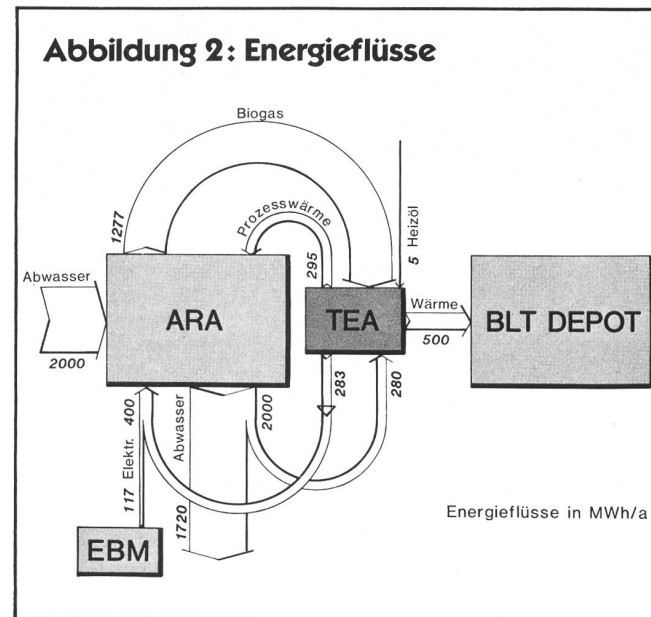 Abbildung 2: Energieflüsse
Biogas
1277
Prozesswärme
295
5 Heizöl
Abwasser
2000
ARA
TEA
Wärme
500
BLT DEPOT
283
280
2000
Abwasser
1720
400
117 Elektr.
EBM
Energieflüsse in MWh/a